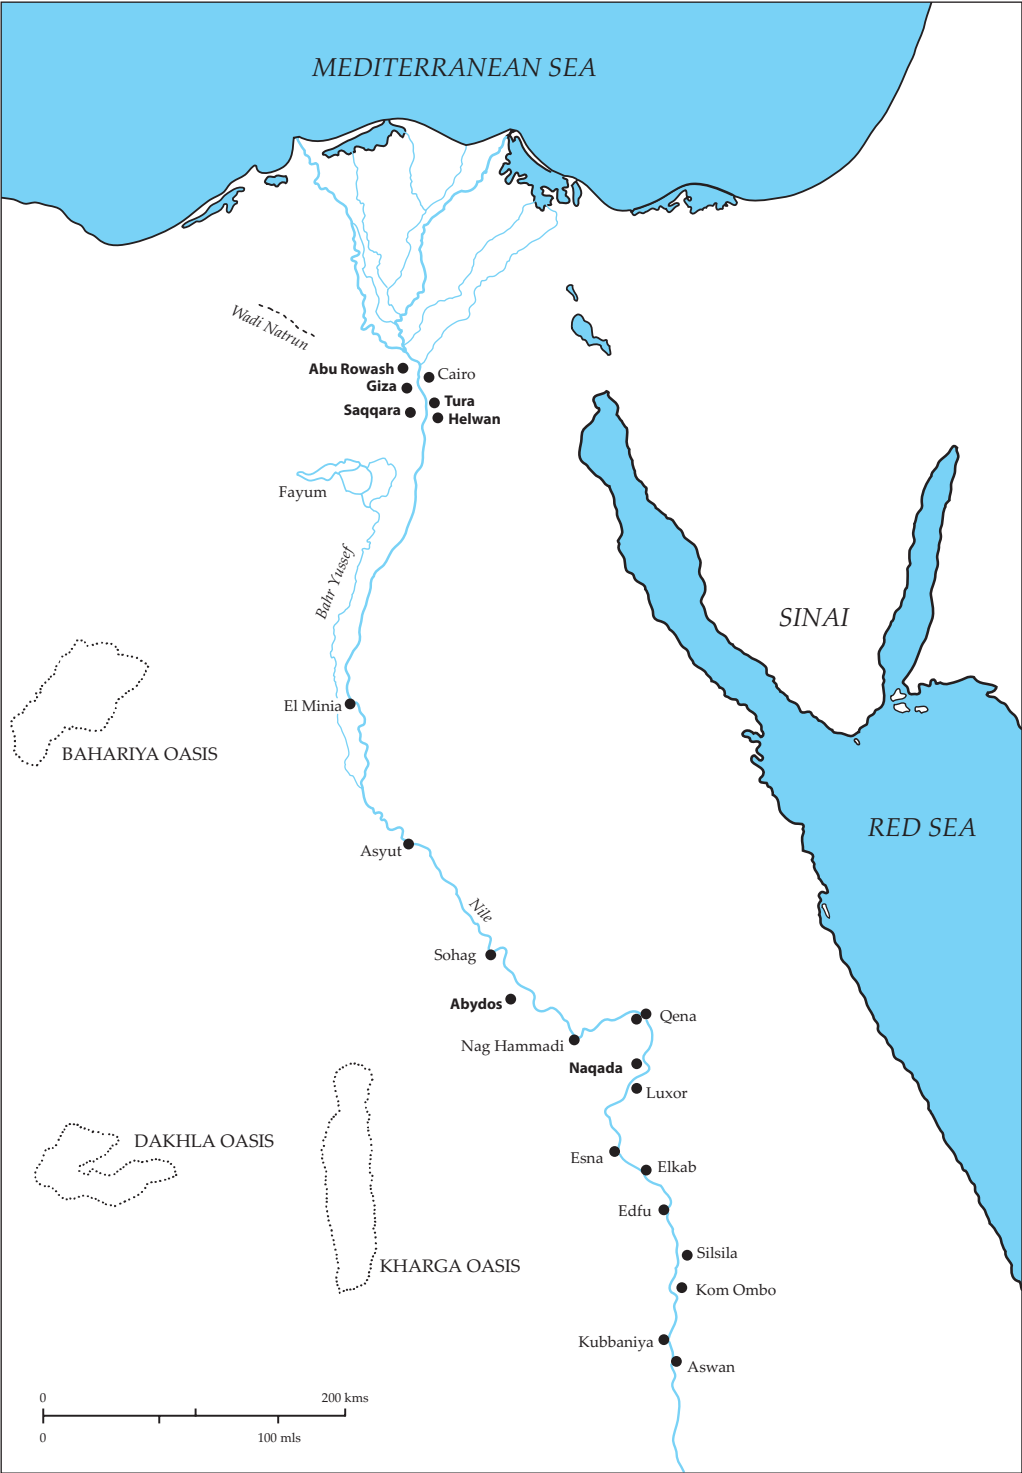 MEDITERRANEAN SEA
Wadi Natrun
Abu Rowash
Cairo
Giza
Tura
Saqqara
Helwan
Fayum
Bahr Yussef
SINAI
El Minia
BAHARIYA OASIS
RED SEA
Asyut
Nile
Sohag
Abydos
Qena
Nag Hammadi
Naqada
Luxor
DAKHLA OASIS
Esna
Elkab
Edfu
Silsila
KHARGA OASIS
Kom Ombo
Kubbaniya
Aswan
0 200 kms
0 100 mls